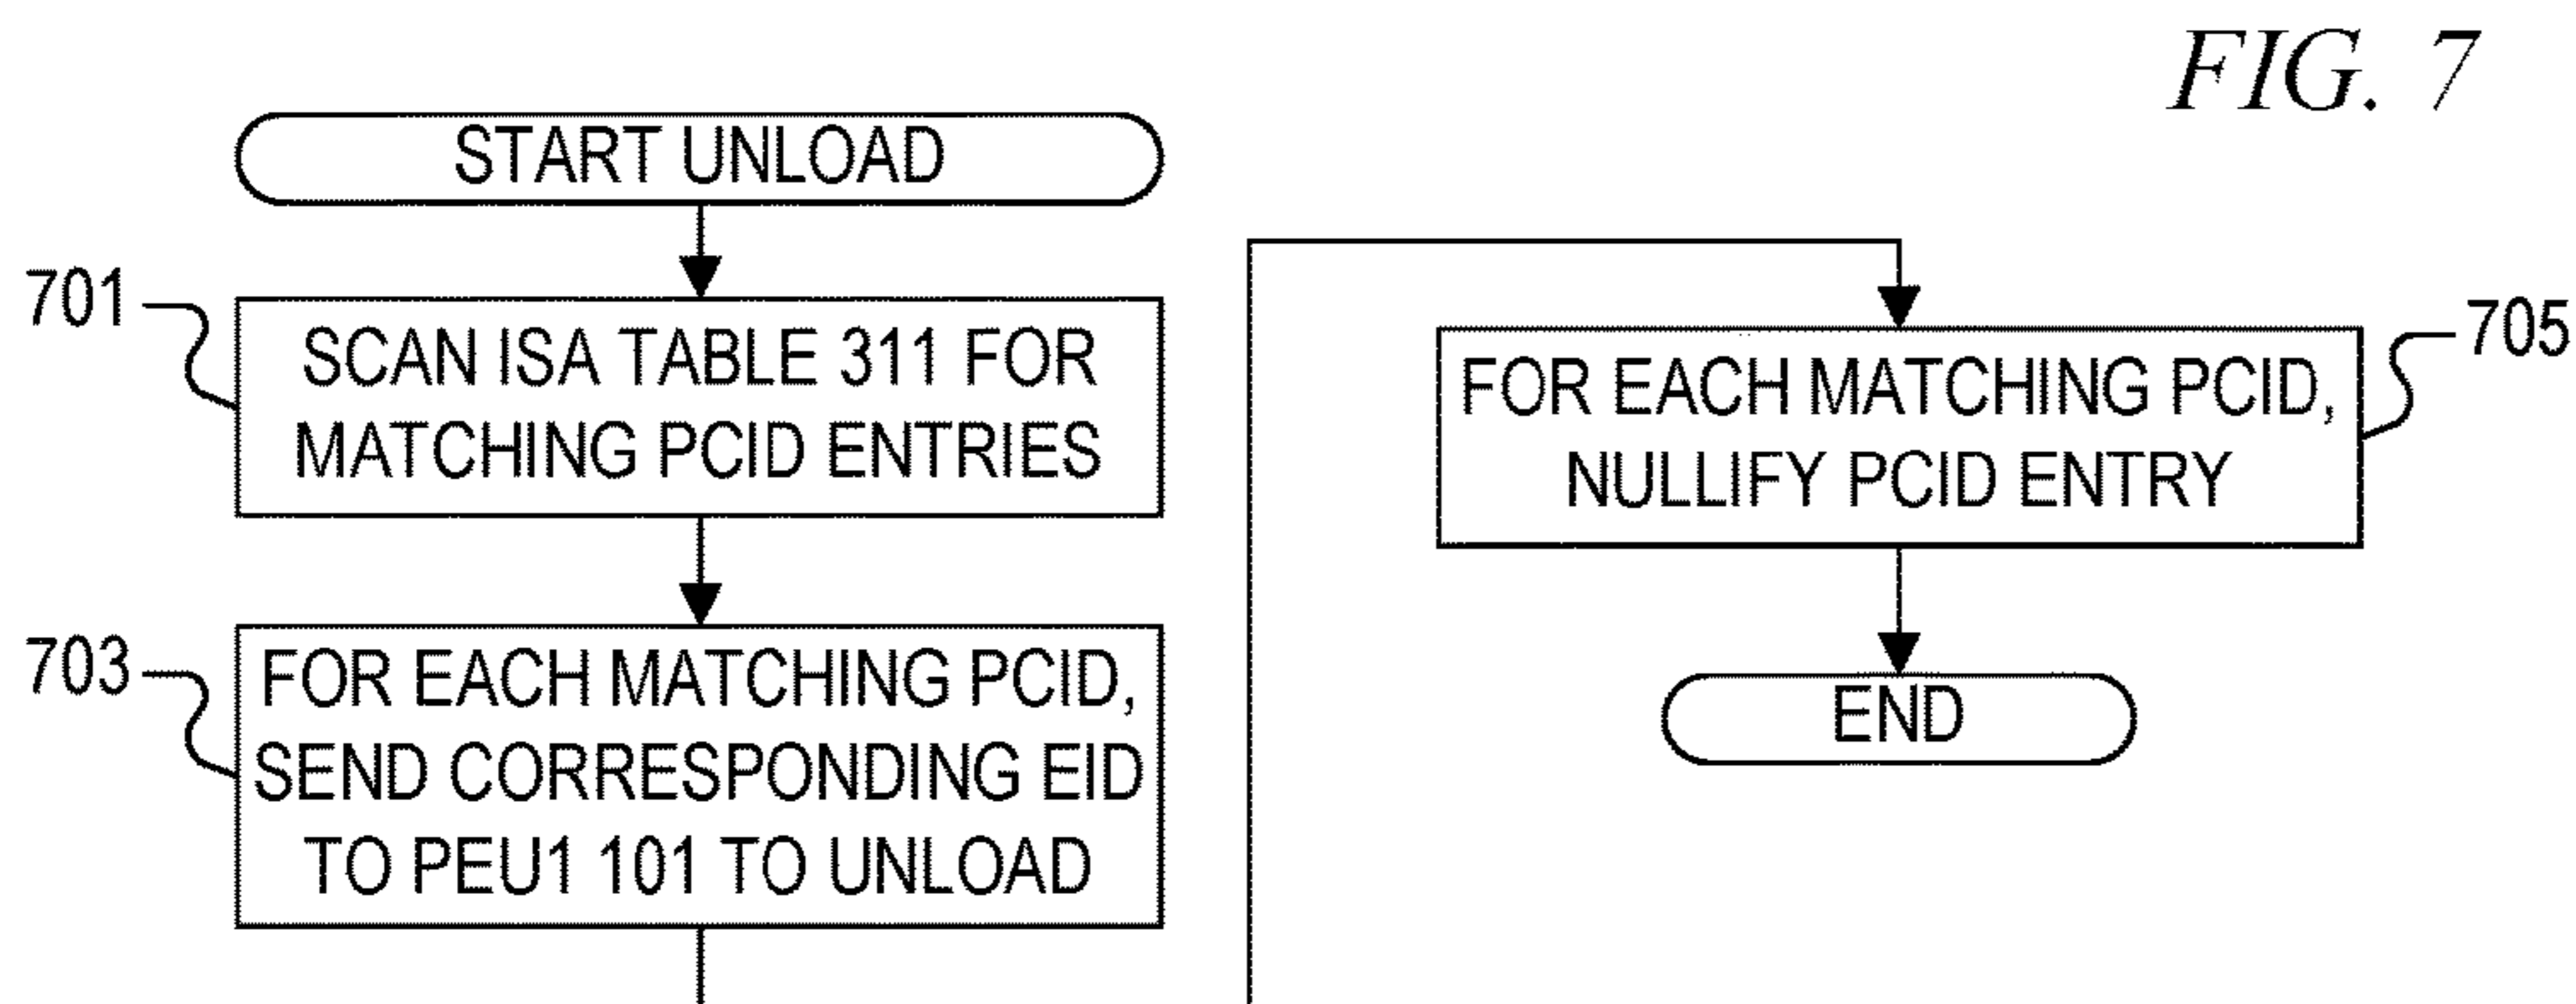 FIG. 7
START UNLOAD
701
SCAN ISA TABLE 311 FOR
MATCHING PCID ENTRIES
703
FOR EACH MATCHING PCID,
SEND CORRESPONDING EID
TO PEU1 101 TO UNLOAD
705
FOR EACH MATCHING PCID,
NULLIFY PCID ENTRY
END